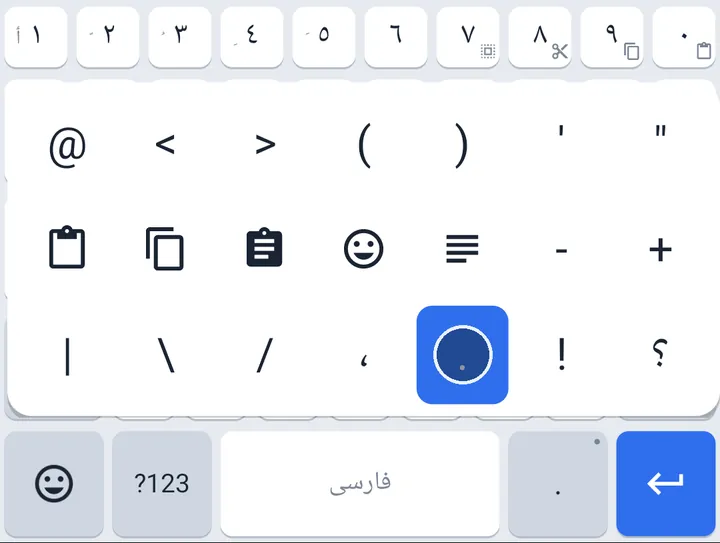 ١ ٢ ٣ ٤ ٥ ٦ ٧ ٨ ٩ ٠
@ < > ( ) ' "
- +
| \ / ، . ! ؟
?123 فارسی .